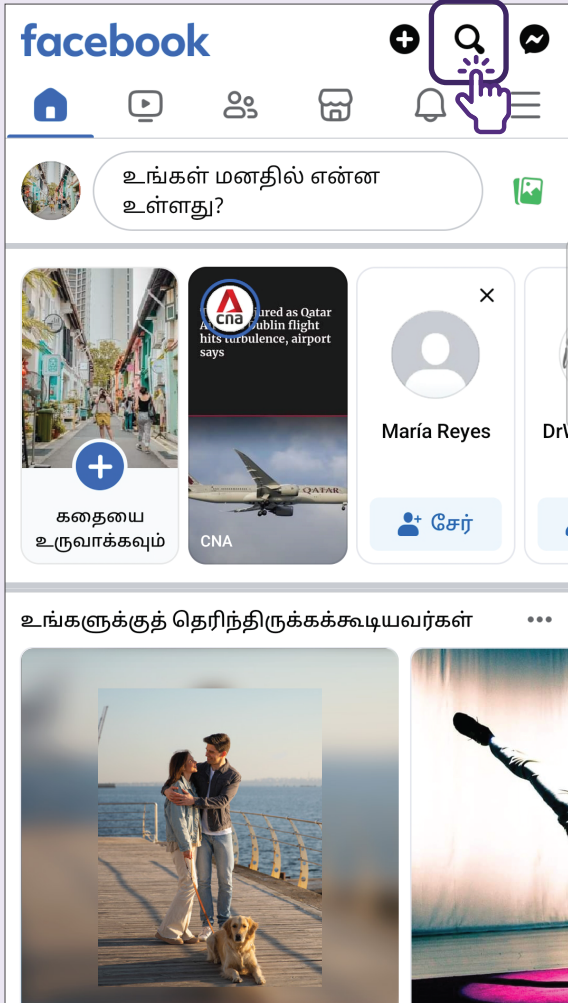 facebook
உங்கள் மனதில் என்ன
உள்ளது?
cna
jured as Qatar
Dublin flight
hits turbulence, airport
says
QATAR
CNA
கதையை
உருவாக்கவும்
María Reyes
சேர்
உங்களுக்குத் தெரிந்திருக்கக்கூடியவர்கள்